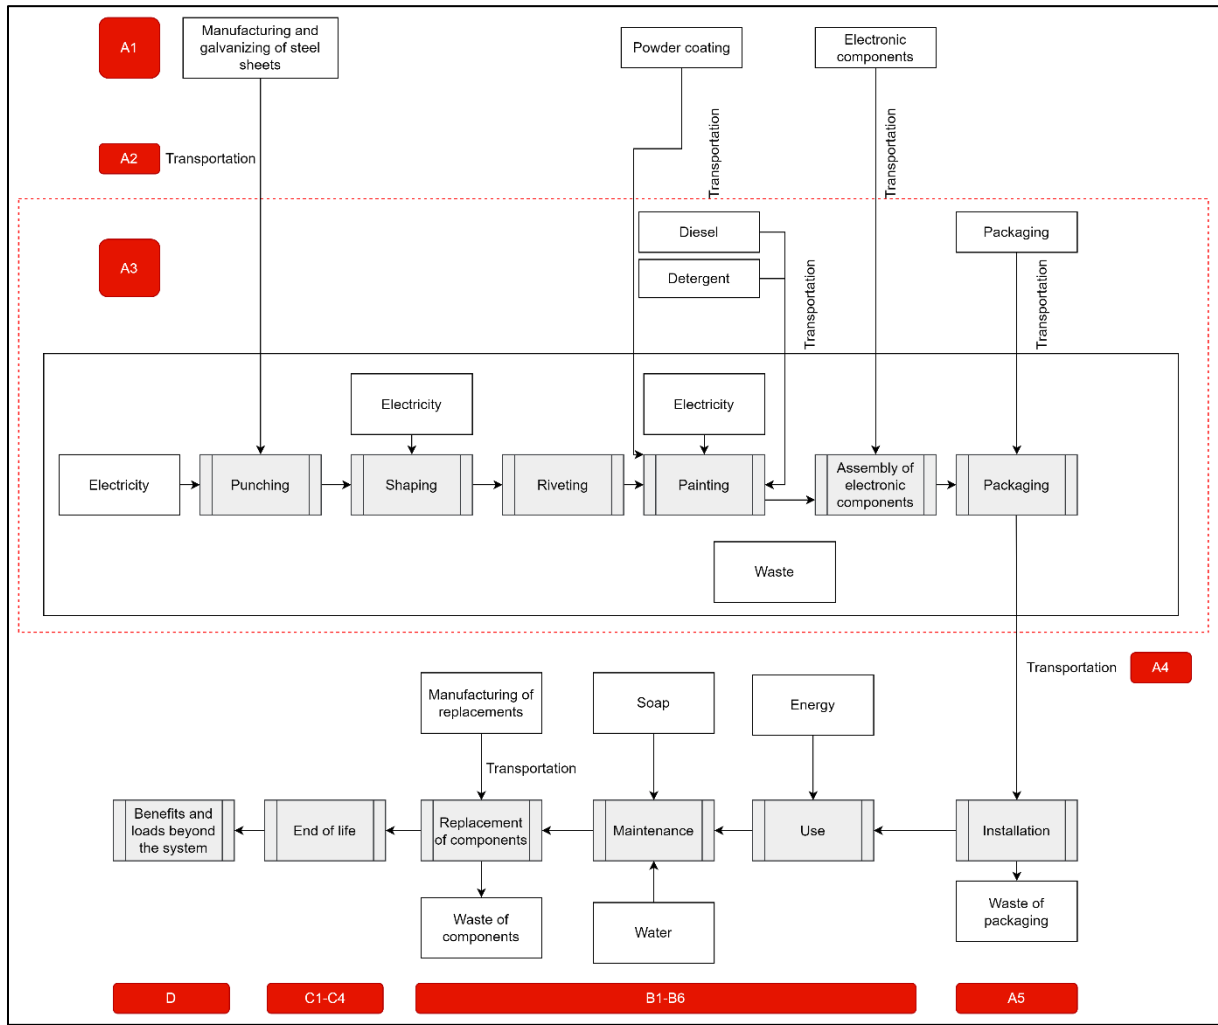 A1
Manufacturing and
galvanizing of steel
sheets
Powder coating
Electronic
components
A2
Transportation
Transportation
Transportation
A3
Diesel
Detergent
Packaging
Transportation
Transportation
Electricity
Electricity
Electricity
Punching
Shaping
Riveting
Painting
Assembly of
electronic
components
Packaging
Waste
Transportation
A4
Manufacturing of
replacements
Soap
Energy
Transportation
Benefits and
loads beyond
the system
End of life
Replacement
of components
Maintenance
Use
Installation
Waste of
components
Water
Waste of
packaging
D
C1-C4
B1-B6
A5